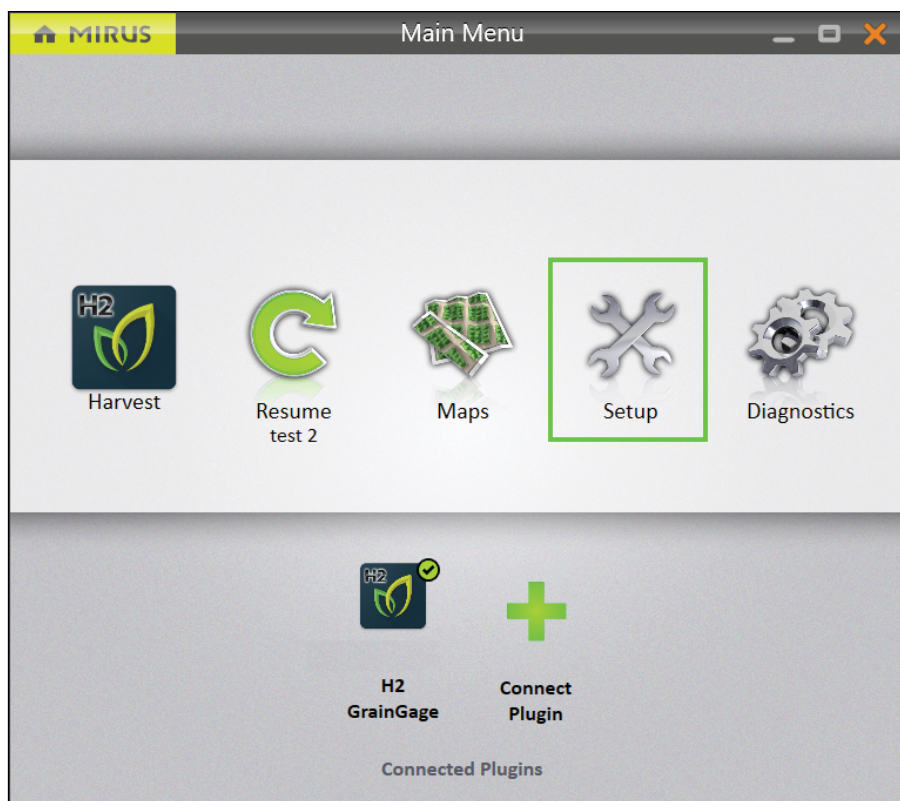 MIRUS
Main Menu
H2
Harvest
Resume
test 2
Maps
Setup
Diagnostics
H2
H2
GrainGage
Connect
Plugin
Connected Plugins